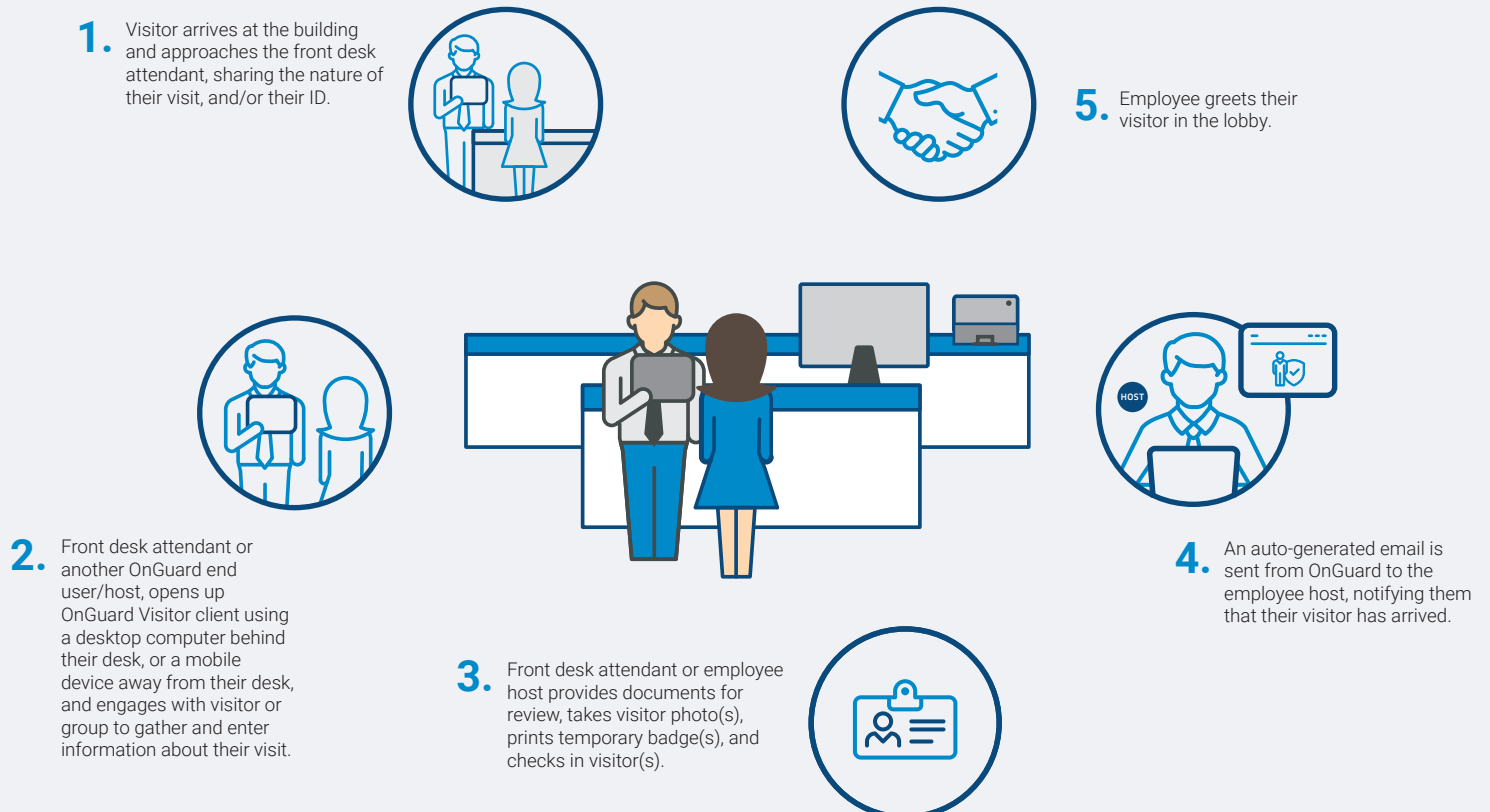 1.
Visitor arrives at the building
and approaches the front desk
attendant, sharing the nature of
their visit, and/or their ID.
2.
Front desk attendant or
another OnGuard end
user/host, opens up
OnGuard Visitor client using
a desktop computer behind
their desk, or a mobile
device away from their desk,
and engages with visitor or
group to gather and enter
information about their visit.
3.
Front desk attendant or employee
host provides documents for
review, takes visitor photo(s),
prints temporary badge(s), and
checks in visitor(s).
HOST
4.
An auto-generated email is
sent from OnGuard to the
employee host, notifying them
that their visitor has arrived.
5.
Employee greets their
visitor in the lobby.